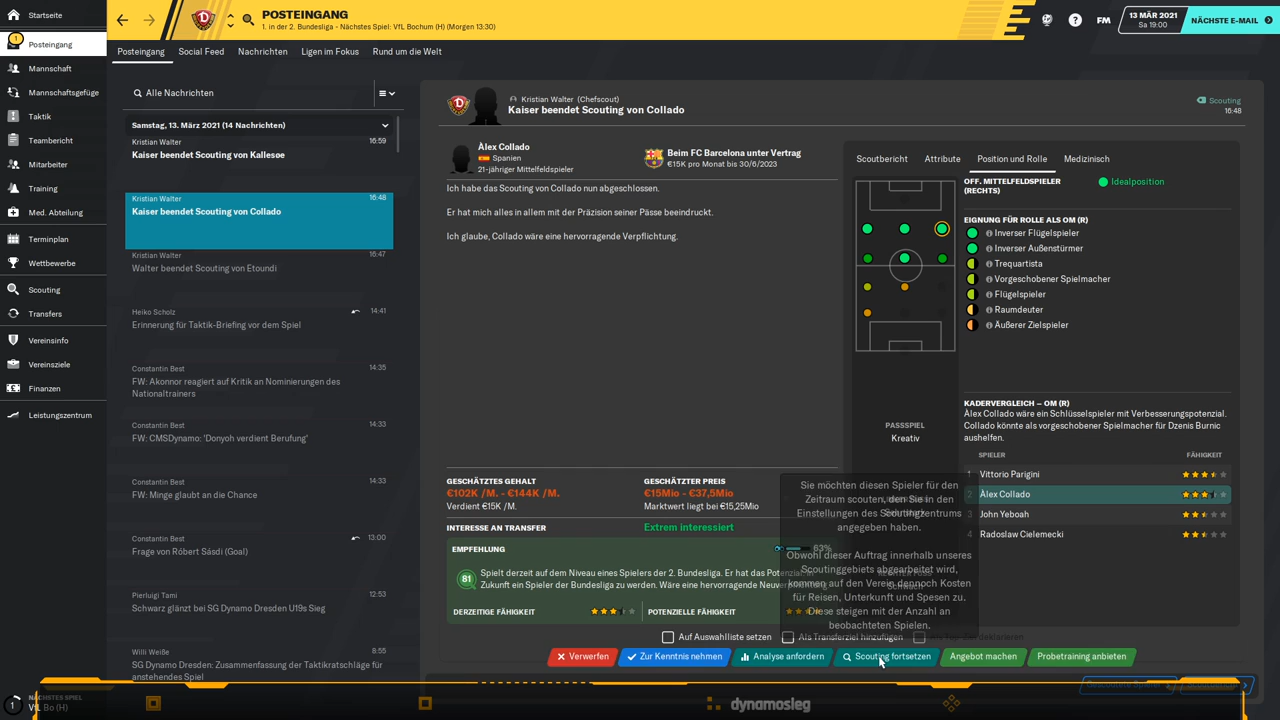 Startseite
1
Posteingang
Mannschaft
Mannschaftsgefüge
Taktik
Teambericht
Mitarbeiter
Training
Med. Abteilung
Terminplan
Wettbewerbe
Scouting
Transfers
Vereinsinfo
Vereinsziele
Finanzen
Leistungszentrum
POSTEINGANG
1. in der 2. Bundesliga - Nächstes Spiel: VfL Bochum (H) (Morgen 13:30)
FM
13 MÄR 2021
Sa 19:00
NÄCHSTE E-MAIL
Posteingang
Social Feed
Nachrichten
Ligen im Fokus
Rund um die Welt
Alle Nachrichten
Samstag, 13. März 2021 (14 Nachrichten)
Kristian Walter 16:59
Kaiser beendet Scouting von Kallesøe
Kristian Walter 16:48
Kaiser beendet Scouting von Collado
Kristian Walter 16:47
Walter beendet Scouting von Etoundi
Heiko Scholz 14:41
Erinnerung für Taktik-Briefing vor dem Spiel
Constantin Best 14:35
FW: Akonnor reagiert auf Kritik an Nominierungen des
Nationaltrainers
Constantin Best 14:33
FW: CMSDynamo: 'Donyoh verdient Berufung'
Constantin Best 14:33
FW: Minge glaubt an die Chance
Constantin Best 13:00
Frage von Róbert Sásdi (Goal)
Pierluigi Tami 12:53
Schwarz glänzt bei SG Dynamo Dresden U19s Sieg
Willi Weiße 8:55
SG Dynamo Dresden: Zusammenfassung der Taktikratschläge für
anstehendes Spiel
Kristian Walter (Chefscout)
Kaiser beendet Scouting von Collado
Scouting
16:48
Àlex Collado
Spanien
21-jähriger Mittelfeldspieler
Beim FC Barcelona unter Vertrag
€15K pro Monat bis 30/6/2023
Ich habe das Scouting von Collado nun abgeschlossen.
Er hat mich alles in allem mit der Präzision seiner Pässe beeindruckt.
Ich glaube, Collado wäre eine hervorragende Verpflichtung.
GESCHÄTZTES GEHALT
€102K /M. - €144K /M.
Verdient €15K /M.
GESCHÄTZTER PREIS
€15Mio - €37,5Mio
Marktwert liegt bei €15,25Mio
INTERESSE AN TRANSFER
Extrem interessiert
EMPFEHLUNG
63%
81
Spielt derzeit auf dem Niveau eines Spielers der 2. Bundesliga. Er hat das Potenzial, in
Zukunft ein Spieler der Bundesliga zu werden. Wäre eine hervorragende
DERZEITIGE FÄHIGKEIT
POTENZIELLE FÄHIGKEIT
Scoutbericht
Attribute
Position und Rolle
Medizinisch
OFF. MITTELFELDSPIELER
(RECHTS)
Idealposition
EIGNUNG FÜR ROLLE ALS OM (R)
Inverser Flügelspieler
Inverser Außenstürmer
Trequartista
Vorgeschobener Spielmacher
Flügelspieler
Raumdeuter
Äußerer Zielspieler
PASSSPIEL
Kreativ
KADERVERGLEICH – OM (R)
Àlex Collado wäre ein Schlüsselspieler mit Verbesserungspotenzial.
Collado könnte als vorgeschobener Spielmacher für Dzenis Burnic
aushelfen.
SPIELER FÄHIGKEIT
1 Vittorio Parigini
2 Àlex Collado
3 John Yeboah
4 Radoslaw Cielemecki
Sie möchten diesen Spieler für den
Zeitraum scouten, den Sie in den
Einstellungen des Scoutingzentrums
angegeben haben.
Obwohl dieser Auftrag innerhalb unseres
Scoutinggebiets abgearbeitet wird,
kommen auf den Verein dennoch Kosten
für Reisen, Unterkunft und Spesen zu.
Diese steigen mit der Anzahl an
beobachteten Spielen.
Auf Auswahlliste setzen
Als Transferziel hinzufügen
Verwerfen
Zur Kenntnis nehmen
Analyse anfordern
Scouting fortsetzen
Angebot machen
Probetraining anbieten
1
NÄCHSTES SPIEL
VfL Bo (H)
dynamosieg